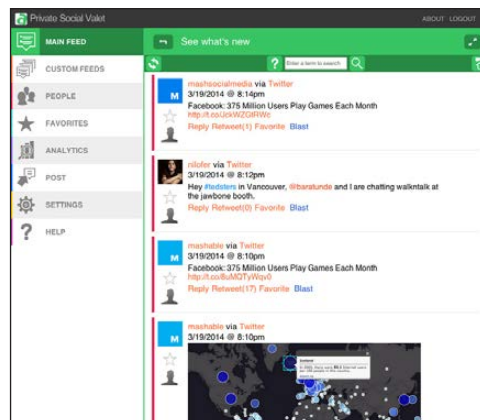 Private Social Valet
ABOUT LOGOUT
MAIN FEED
CUSTOM FEEDS
PEOPLE
FAVORITES
ANALYTICS
POST
SETTINGS
HELP
See what's new
Enter a term to search
M
mashsocialmedia via Twitter
3/19/2014 @ 8:14pm
Facebook: 375 Million Users Play Games Each Month
Reply Retweet(1) Favorite Blast
nilofer via Twitter
3/19/2014 @ 8:12pm
Hey #tedsters in Vancouver, @baratunde and I are chatting walkntalk at
the jawbone booth.
Reply Retweet(0) Favorite Blast
M
mashable via Twitter
3/19/2014 @ 8:10pm
Facebook: 375 Million Users Play Games Each Month
http://t.co/8uMQTyWqv0
Reply Retweet(17) Favorite Blast
M
mashable via Twitter
3/19/2014 @ 8:10pm